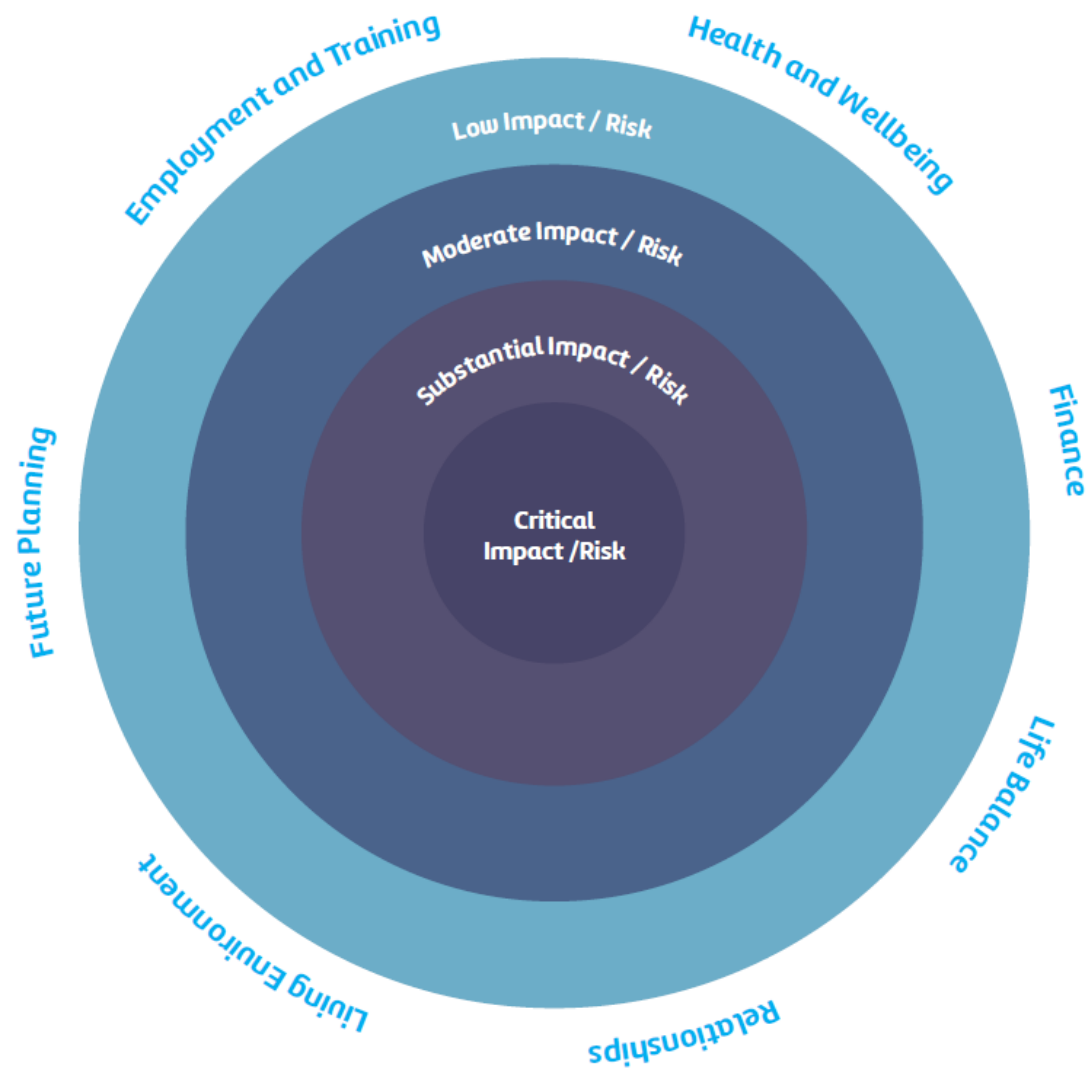 Employment and Training
Health and Wellbeing
Low Impact / Risk
Moderate Impact / Risk
Substantial Impact / Risk
Critical
Impact /Risk
Finance
Life Balance
Relationships
Living Environment
Future Planning